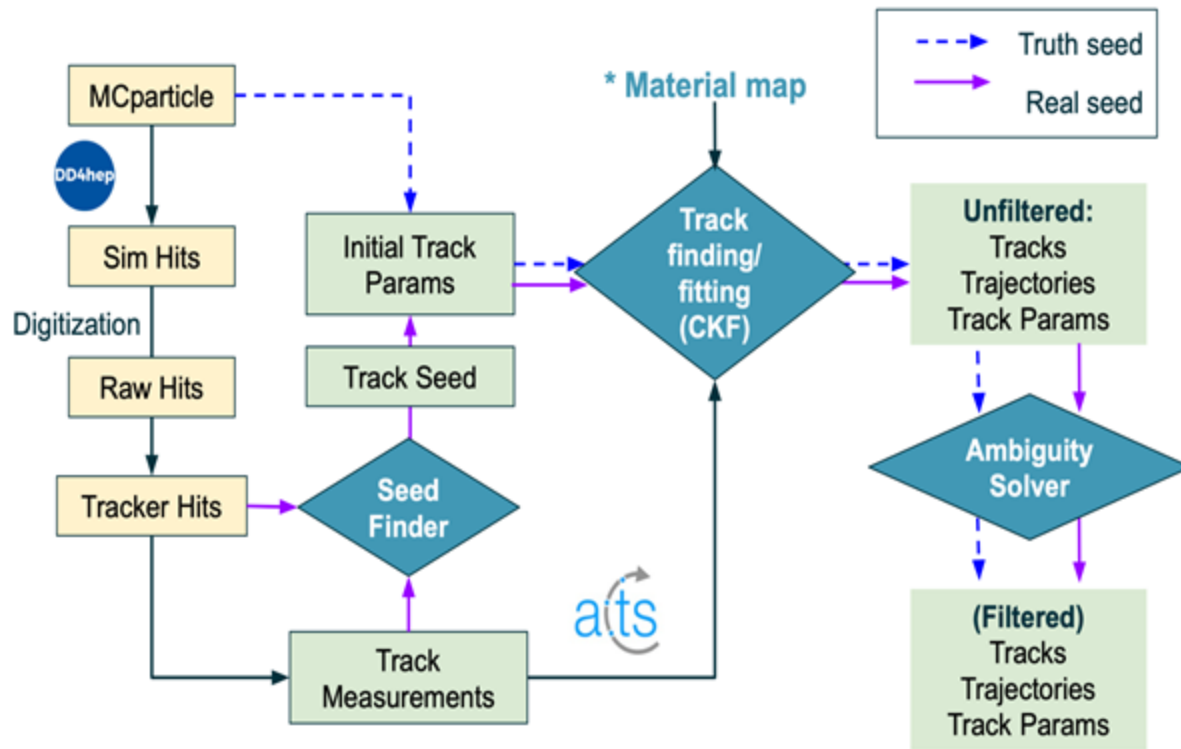 MCparticle
DD4hep
Sim Hits
Digitization
Raw Hits
Tracker Hits
Initial Track
Params
Track Seed
Seed
Finder
Track
Measurements
* Material map
Track
finding/
fitting
(CKF)
acts
Truth seed
Real seed
Unfiltered:
Tracks
Trajectories
Track Params
Ambiguity
Solver
(Filtered)
Tracks
Trajectories
Track Params